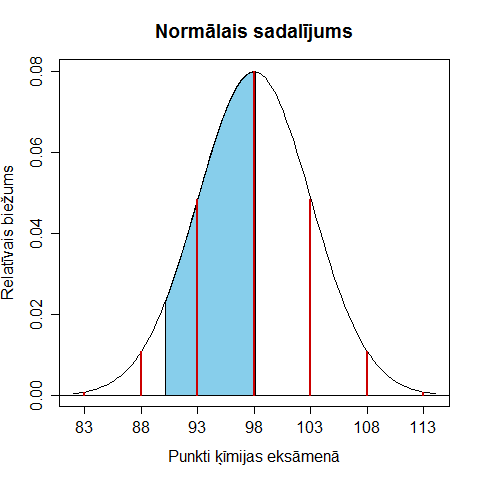 Normālais sadalījums
Relatīvais biežums
0.00 0.02 0.04 0.06 0.08
83 88 93 98 103 108 113
Punkti ķīmijas eksāmenā